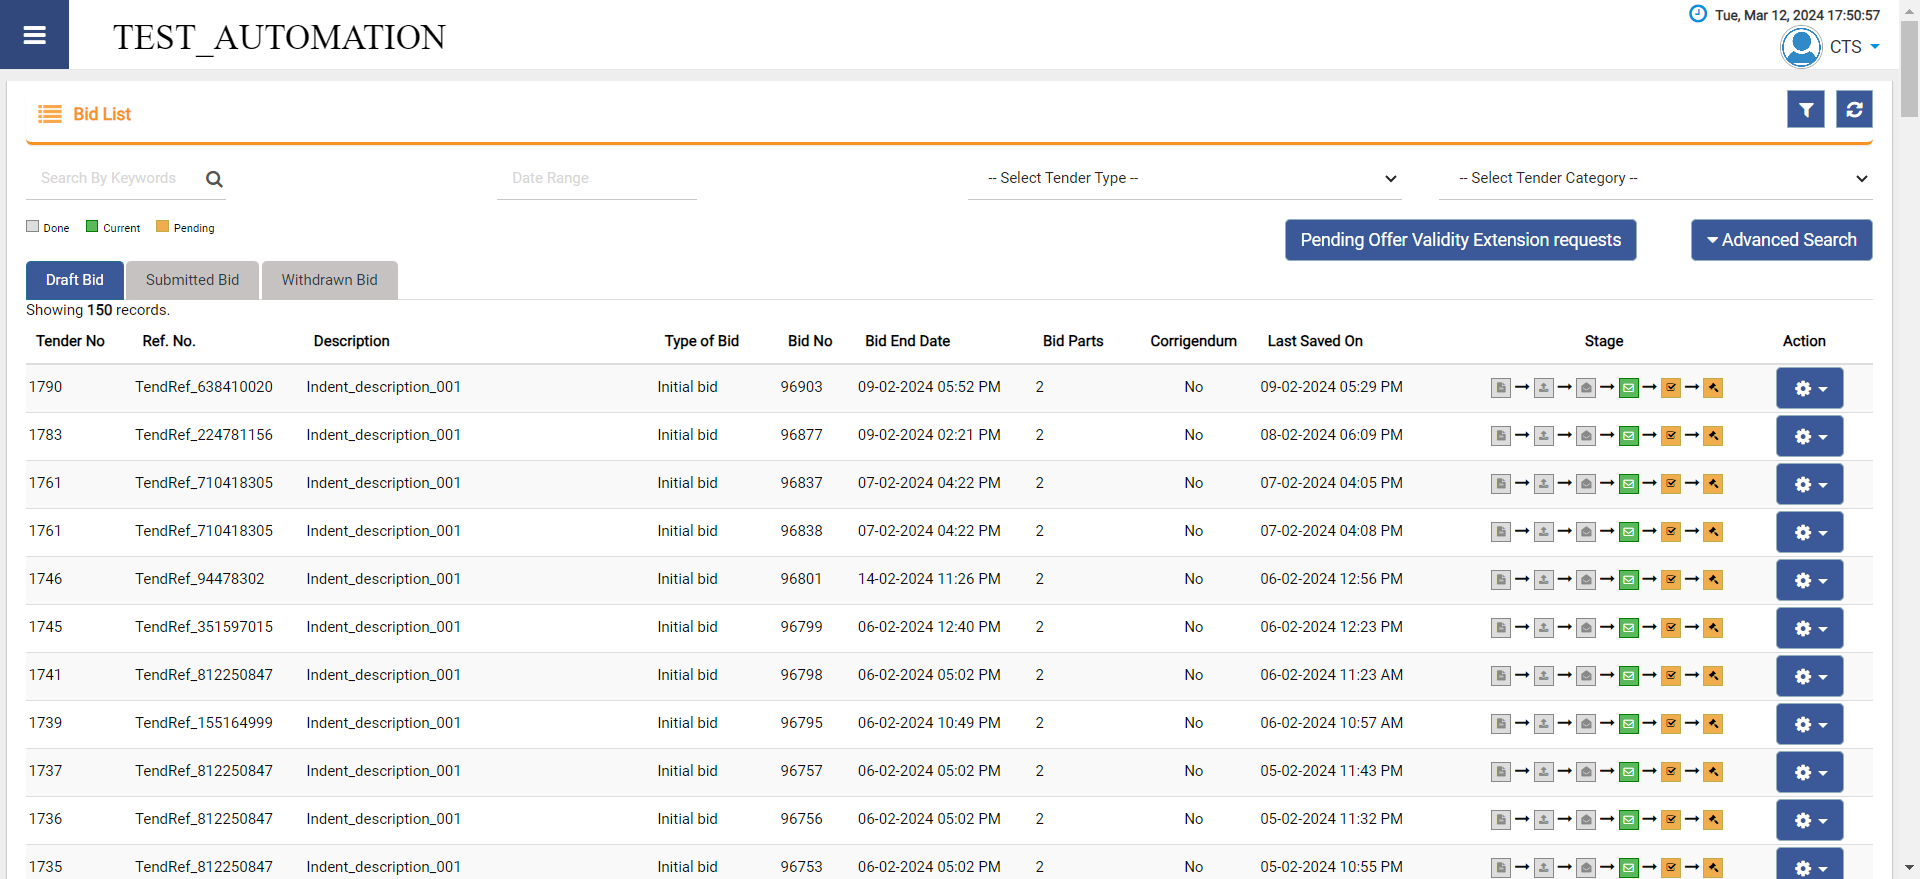 TEST_AUTOMATION
Tue, Mar 12, 2024 17:50:57
CTS
Bid List
Search By Keywords Date Range -- Select Tender Type -- -- Select Tender Category --
Done Current Pending
Pending Offer Validity Extension requests Advanced Search
Draft Bid Submitted Bid Withdrawn Bid
Showing 150 records.
Tender No Ref. No. Description Type of Bid Bid No Bid End Date Bid Parts Corrigendum Last Saved On Stage Action
1790 TendRef_638410020 Indent_description_001 Initial bid 96903 09-02-2024 05:52 PM 2 No 09-02-2024 05:29 PM
1783 TendRef_224781156 Indent_description_001 Initial bid 96877 09-02-2024 02:21 PM 2 No 08-02-2024 06:09 PM
1761 TendRef_710418305 Indent_description_001 Initial bid 96837 07-02-2024 04:22 PM 2 No 07-02-2024 04:05 PM
1761 TendRef_710418305 Indent_description_001 Initial bid 96838 07-02-2024 04:22 PM 2 No 07-02-2024 04:08 PM
1746 TendRef_94478302 Indent_description_001 Initial bid 96801 14-02-2024 11:26 PM 2 No 06-02-2024 12:56 PM
1745 TendRef_351597015 Indent_description_001 Initial bid 96799 06-02-2024 12:40 PM 2 No 06-02-2024 12:23 PM
1741 TendRef_812250847 Indent_description_001 Initial bid 96798 06-02-2024 05:02 PM 2 No 06-02-2024 11:23 AM
1739 TendRef_155164999 Indent_description_001 Initial bid 96795 06-02-2024 10:49 PM 2 No 06-02-2024 10:57 AM
1737 TendRef_812250847 Indent_description_001 Initial bid 96757 06-02-2024 05:02 PM 2 No 05-02-2024 11:43 PM
1736 TendRef_812250847 Indent_description_001 Initial bid 96756 06-02-2024 05:02 PM 2 No 05-02-2024 11:32 PM
1735 TendRef_812250847 Indent_description_001 Initial bid 96753 06-02-2024 05:02 PM 2 No 05-02-2024 10:55 PM